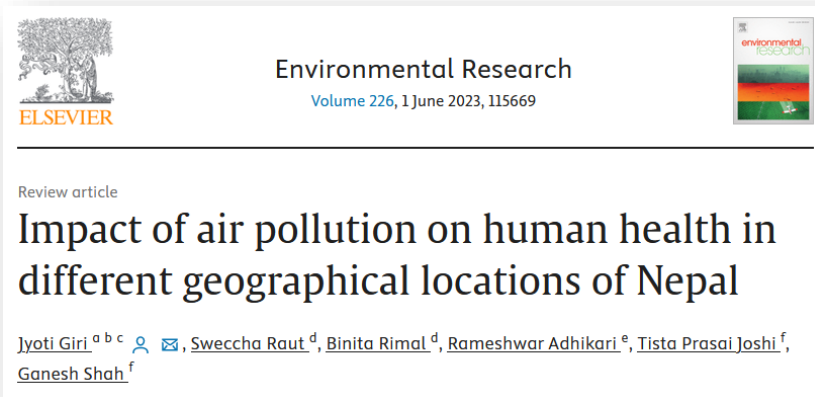 ELSEVIER
Environmental Research
Volume 226, 1 June 2023, 115669
environmental
research
Review article
Impact of air pollution on human health in
different geographical locations of Nepal
Jyoti Giri a b c, Sweccha Raut d, Binita Rimal d, Rameshwar Adhikari e, Tista Prasai Joshi f,
Ganesh Shah f